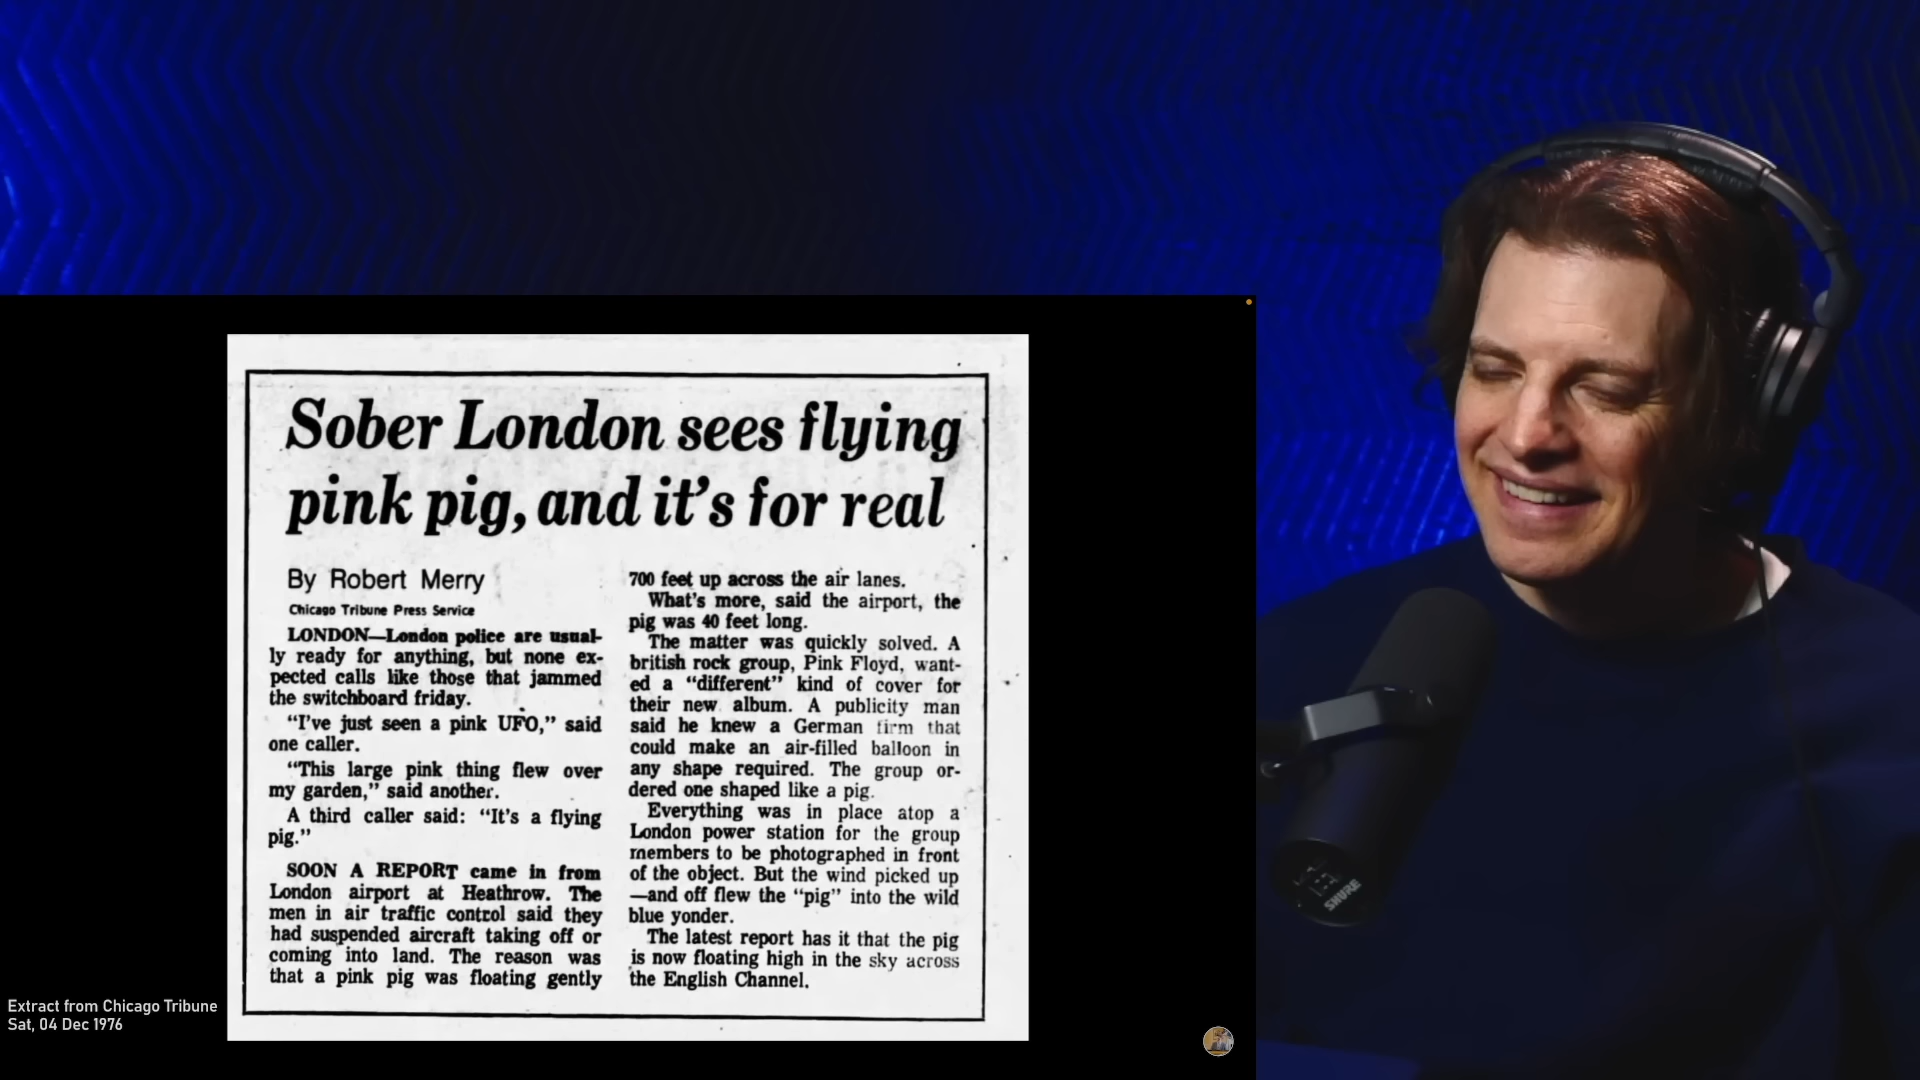 Sober London sees flying
pink pig, and it's for real
By Robert Merry
Chicago Tribune Press Service
LONDON—London police are usual-
ly ready for anything, but none ex-
pected calls like those that jammed
the switchboard friday.
"I've just seen a pink UFO," said
one caller.
"This large pink thing flew over
my garden," said another.
A third caller said: "It's a flying
pig."
SOON A REPORT came in from
London airport at Heathrow. The
men in air traffic control said they
had suspended aircraft taking off or
coming into land. The reason was
that a pink pig was floating gently
700 feet up across the air lanes.
What's more, said the airport, the
pig was 40 feet long.
The matter was quickly solved. A
british rock group, Pink Floyd, want-
ed a "different" kind of cover for
their new album. A publicity man
said he knew a German firm that
could make an air-filled balloon in
any shape required. The group or-
dered one shaped like a pig.
Everything was in place atop a
London power station for the group
members to be photographed in front
of the object. But the wind picked up
—and off flew the "pig" into the wild
blue yonder.
The latest report has it that the pig
is now floating high in the sky across
the English Channel.
Extract from Chicago Tribune
Sat, 04 Dec 1976
SHURE